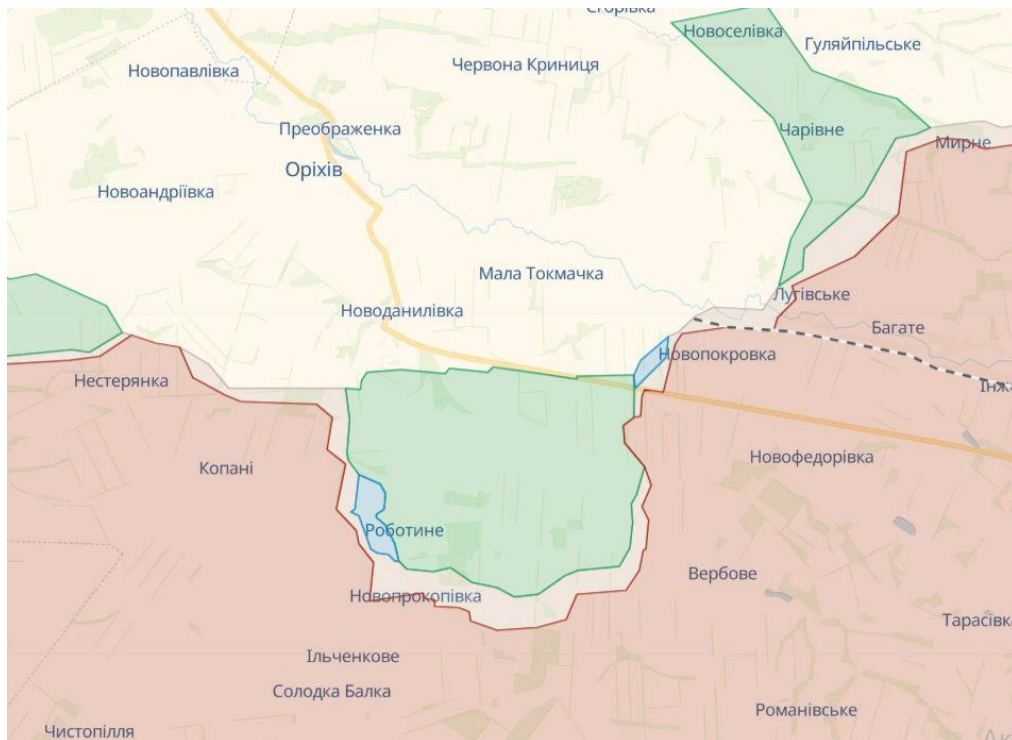 Новоселівка
Гуляйпільське
Червона Криниця
Новопавлівка
Преображенка
Чарівне
Мирне
Оріхів
Новоандріївка
Мала Токмачка
Лугівське
Новоданилівка
Багате
Новопокровка
Нестерянка
Новофедорівка
Копані
Роботине
Вербове
Новопрокопівка
Тарасівка
Ільченкове
Солодка Балка
Романівське
Чистопілля